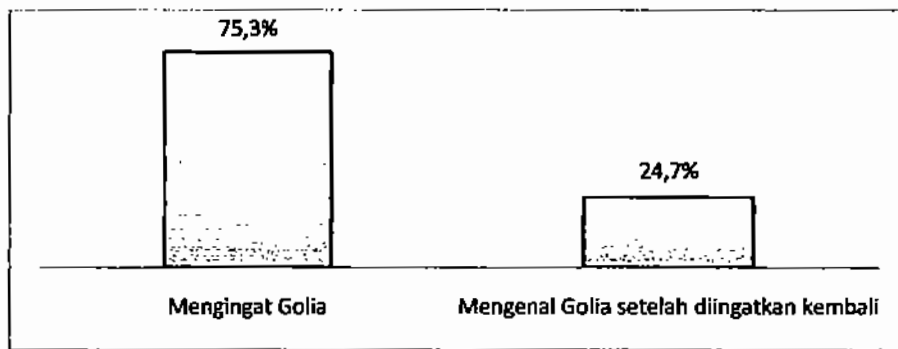 75,3%
24,7%
Mengingat Golia
Mengenal Golia setelah diingatkan kembali